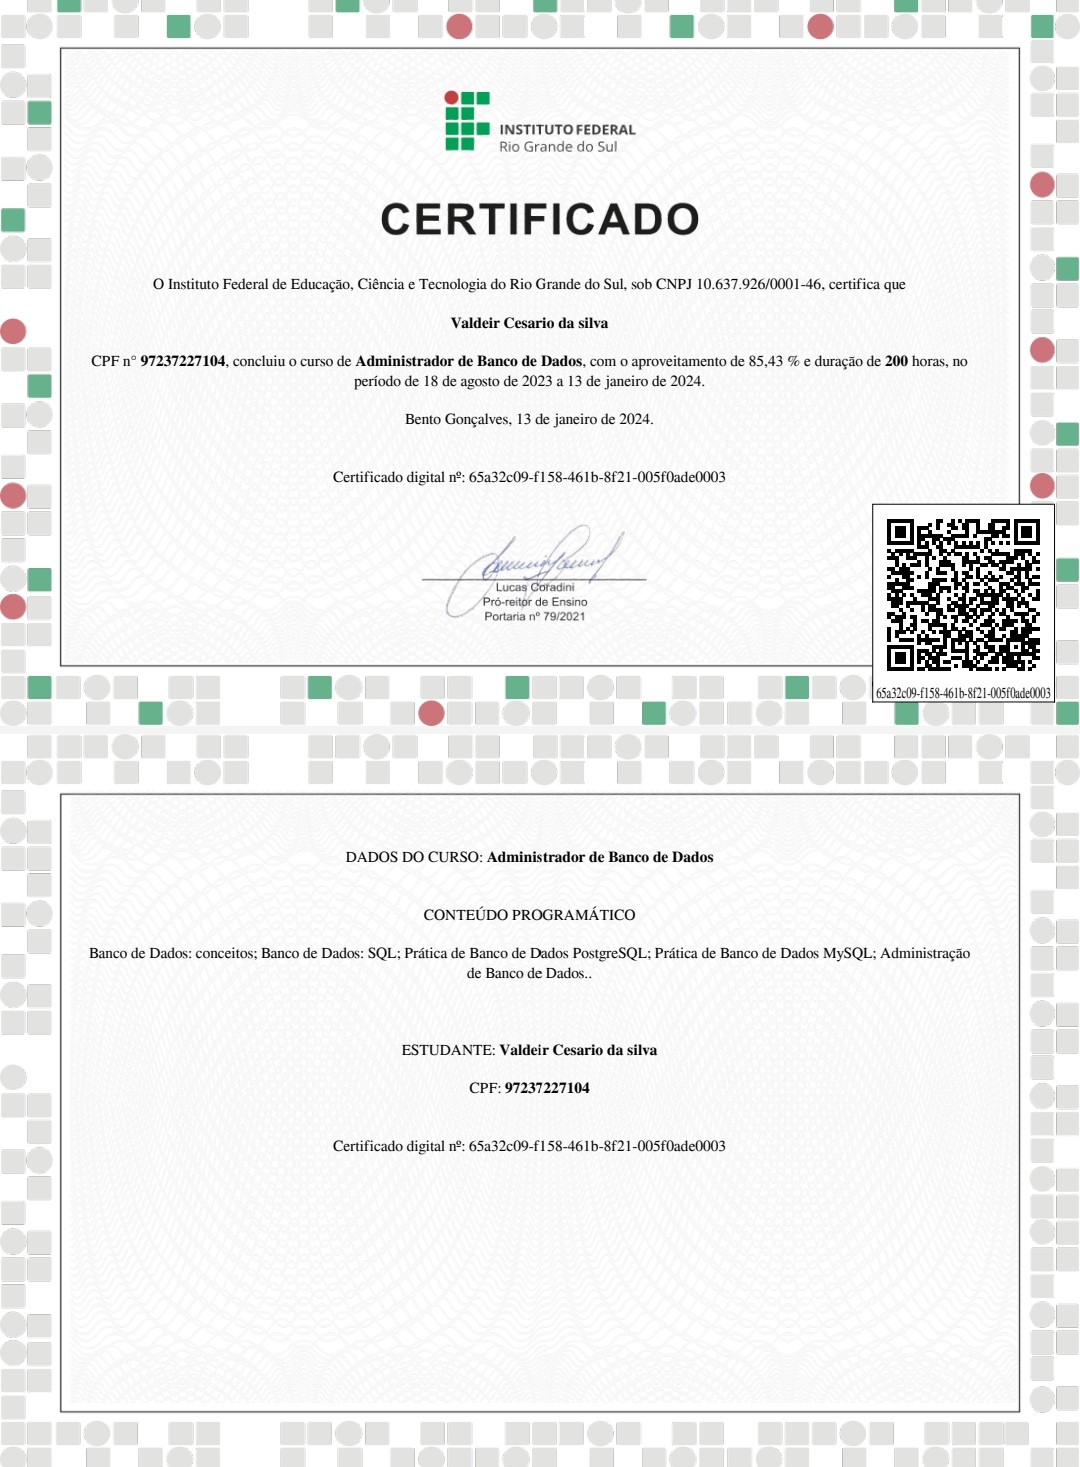 INSTITUTO FEDERAL
Rio Grande do Sul
CERTIFICADO
O Instituto Federal de Educação, Ciência e Tecnologia do Rio Grande do Sul, sob CNPJ 10.637.926/0001-46, certifica que
Valdeir Cesario da silva
CPF n° 97237227104, concluiu o curso de Administrador de Banco de Dados, com o aproveitamento de 85,43 % e duração de 200 horas, no
período de 18 de agosto de 2023 a 13 de janeiro de 2024.
Bento Gonçalves, 13 de janeiro de 2024.
Certificado digital nº: 65a32c09-f158-461b-8f21-005f0ade0003
Lucas Coradini
Pró-reitor de Ensino
Portaria nº 79/2021
65a32c09-f158-461b-8f21-005f0ade0003
DADOS DO CURSO: Administrador de Banco de Dados
CONTEÚDO PROGRAMÁTICO
Banco de Dados: conceitos; Banco de Dados: SQL; Prática de Banco de Dados PostgreSQL; Prática de Banco de Dados MySQL; Administração
de Banco de Dados..
ESTUDANTE: Valdeir Cesario da silva
CPF: 97237227104
Certificado digital nº: 65a32c09-f158-461b-8f21-005f0ade0003